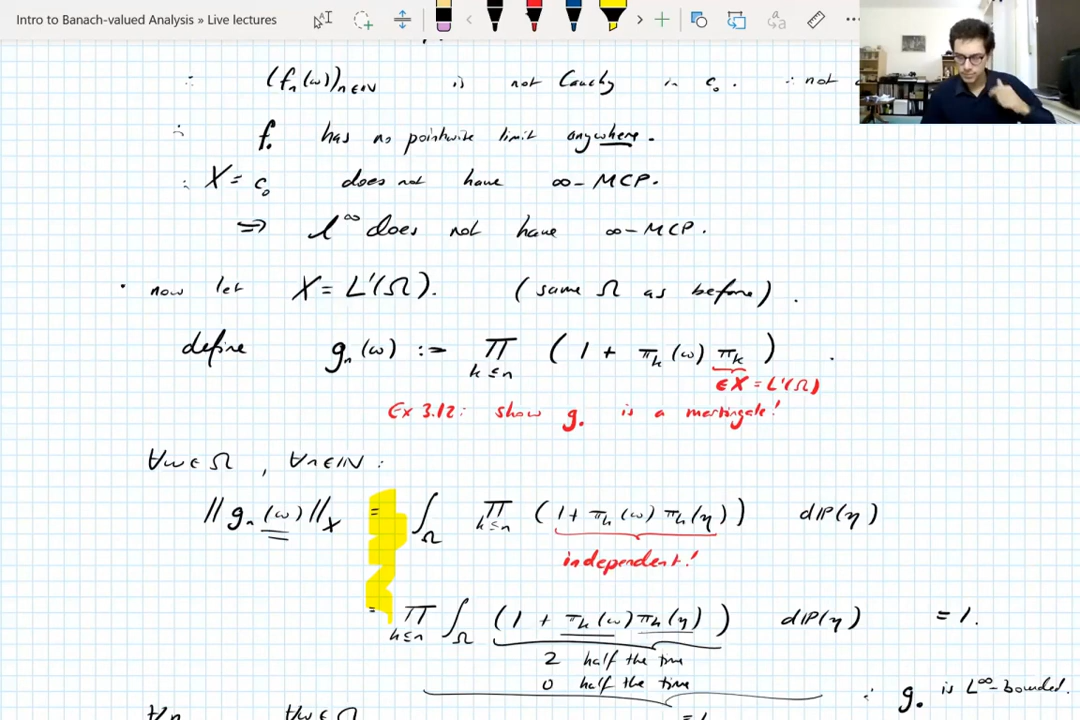 Intro to Banach-valued Analysis » Live lectures
∴ (fₙ(ω))ₙ∈ℕ is not Cauchy in c₀. ∴ not
∴ f. has no pointwise limit anywhere.
∴ X = c₀ does not have ∞-MCP.
⇒ ℓ^∞ does not have ∞-MCP.
• now let X = L¹(Ω). (same Ω as before).
define gₙ(ω) := ∏_{k≤n} (1 + π_k(ω) π_k).
∈ X = L¹(Ω)
Ex 3.12: show g. is a martingale!
∀ω∈Ω, ∀n∈ℕ:
‖gₙ(ω)‖_X = ∫_Ω ∏_{k≤n} (1 + π_k(ω) π_k(η)) dℙ(η)
independent!
= ∏_{k≤n} ∫_Ω (1 + π_k(ω) π_k(η)) dℙ(η) = 1.
2 half the time
0 half the time
∴ g. is L^∞-bounded.
∀n ∀ω∈Ω
= 1